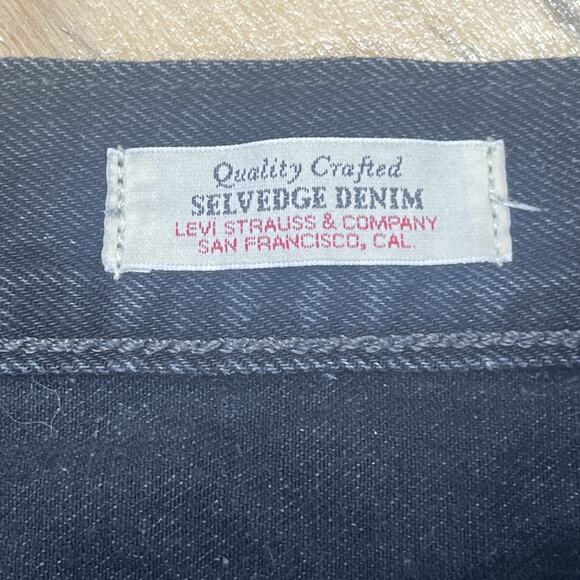 Quality Crafted
SELVEDGE DENIM
LEVI STRAUSS & COMPANY
SAN FRANCISCO, CAL.